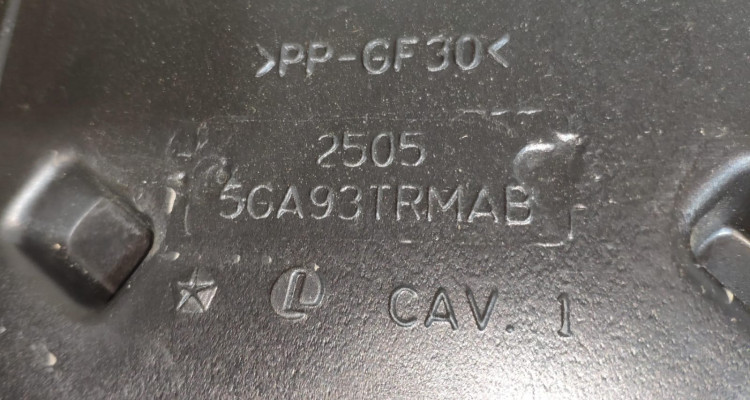 >PP-GF30<
2505
5GA93TRMAB
CAV. 1